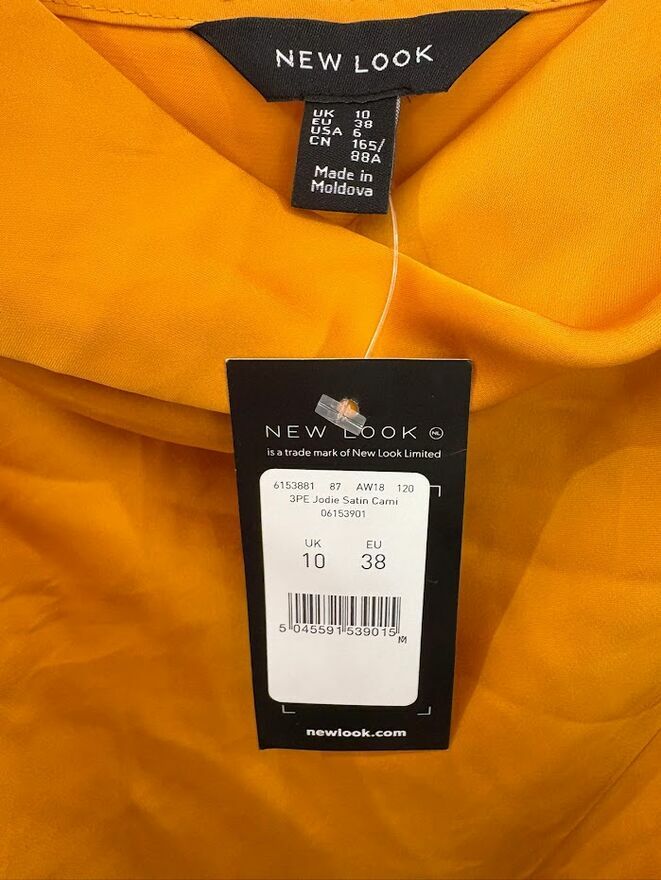 NEW LOOK
UK 10
EU 38
USA 6
CN 165/
88A
Made in
Moldova
NEW LOOK NL
is a trade mark of New Look Limited
6153881 87 AW18 120
3PE Jodie Satin Cami
06153901
UK EU
10 38
5 045591 539015
M
newlook.com